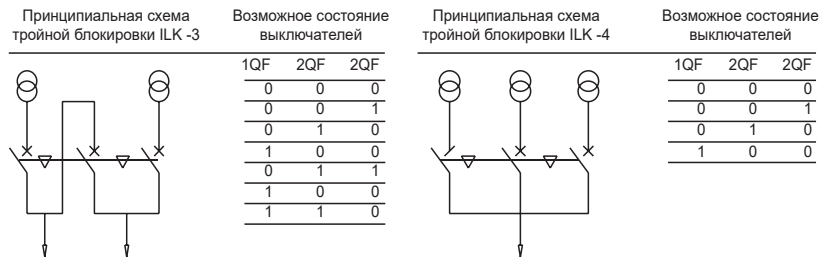 Принципиальная схема
тройной блокировки ILK -3
Возможное состояние
выключателей
1QF 2QF 2QF
0 0 0
0 0 1
0 1 0
1 0 0
0 1 1
1 0 0
1 1 0
Принципиальная схема
тройной блокировки ILK -4
Возможное состояние
выключателей
1QF 2QF 2QF
0 0 0
0 0 1
0 1 0
1 0 0